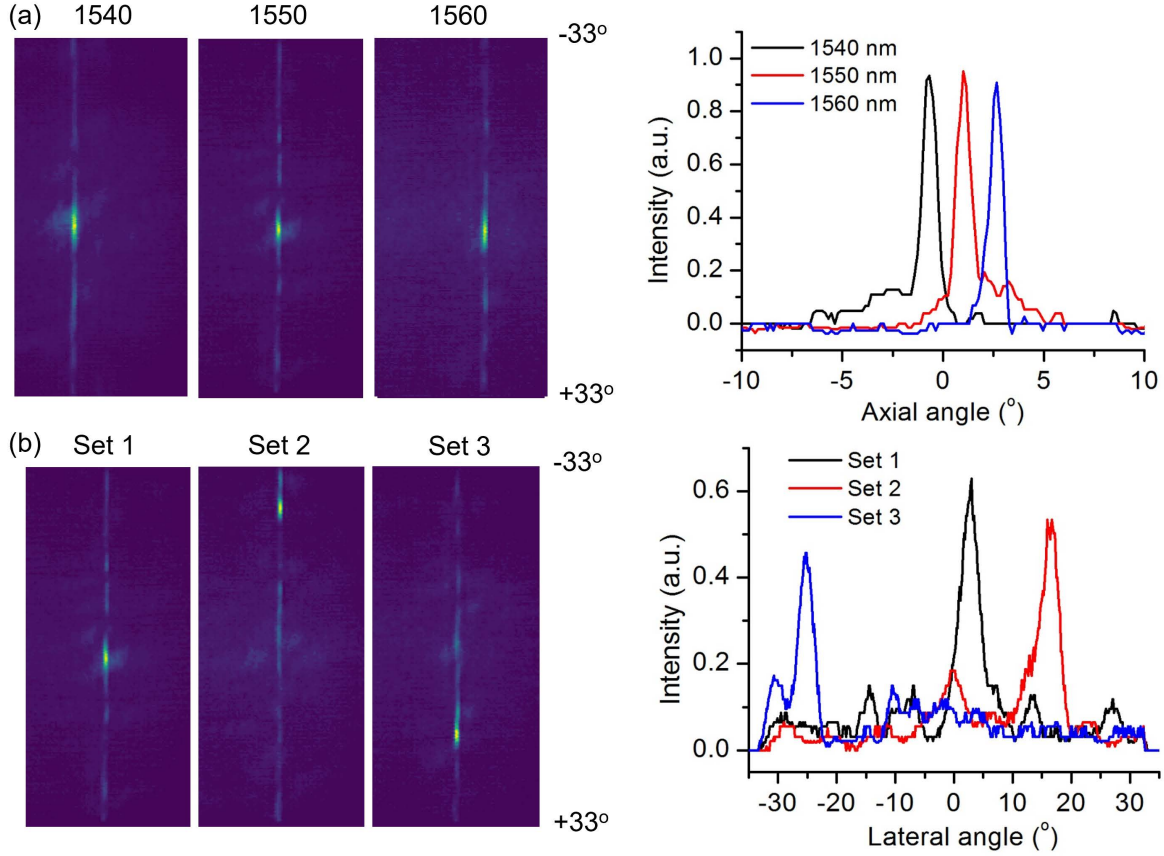 (a) 1540 1550 1560
-33°
+33°
1540 nm
1550 nm
1560 nm
1.0
0.8
0.6
0.4
0.2
0.0
Intensity (a.u.)
-10 -5 0 5 10
Axial angle (°)
(b) Set 1 Set 2 Set 3
-33°
+33°
Set 1
Set 2
Set 3
0.6
0.4
0.2
0.0
Intensity (a.u.)
-30 -20 -10 0 10 20 30
Lateral angle (°)